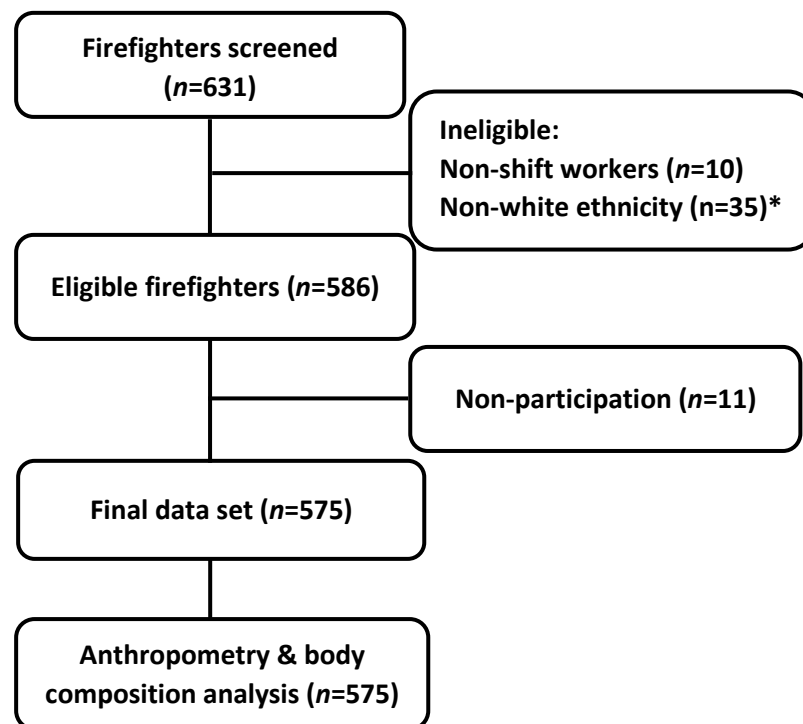 Firefighters screened
(n=631)
Ineligible:
Non-shift workers (n=10)
Non-white ethnicity (n=35)*
Eligible firefighters (n=586)
Non-participation (n=11)
Final data set (n=575)
Anthropometry & body
composition analysis (n=575)